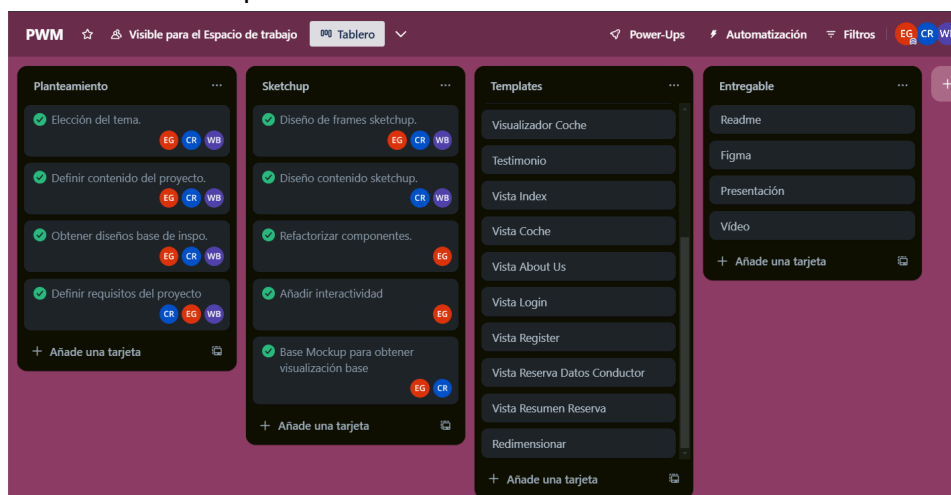 PWM
Visible para el Espacio de trabajo
Tablero
Power-Ups
Automatización
Filtros
EG CR
Planteamiento
Elección del tema.
EG CR WB
Definir contenido del proyecto.
EG CR WB
Obtener diseños base de inspo.
EG CR WB
Definir requisitos del proyecto
CR EG WB
+ Añade una tarjeta
Sketchup
Diseño de frames sketchup.
EG CR WB
Diseño contenido sketchup.
CR WB
Refactorizar componentes.
EG
Añadir interactividad
EG
Base Mockup para obtener
visualización base
EG CR
+ Añade una tarjeta
Templates
Visualizador Coche
Testimonio
Vista Index
Vista Coche
Vista About Us
Vista Login
Vista Register
Vista Reserva Datos Conductor
Vista Resumen Reserva
Redimensionar
+ Añade una tarjeta
Entregable
Readme
Figma
Presentación
Vídeo
+ Añade una tarjeta